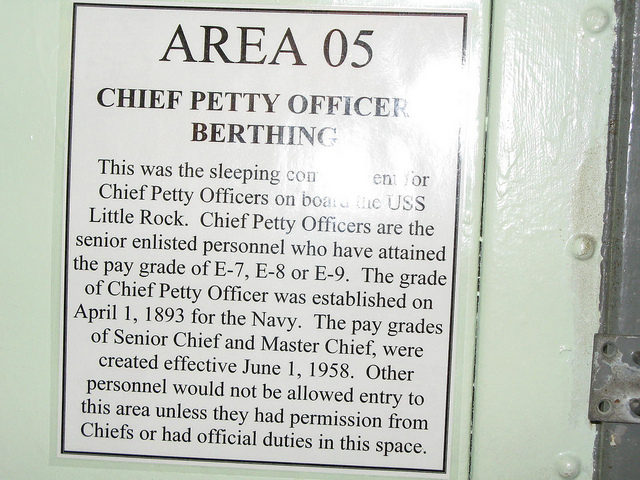 AREA 05
CHIEF PETTY OFFICER
BERTHING
This was the sleeping for
Chief Petty Officers on board the USS
Little Rock. Chief Petty Officers are the
senior enlisted personnel who have attained
the pay grade of E-7, E-8 or E-9. The grade
of Chief Petty Officer was established on
April 1, 1893 for the Navy. The pay grades
of Senior Chief and Master Chief, were
created effective June 1, 1958. Other
personnel would not be allowed entry to
this area unless they had permission from
Chiefs or had official duties in this space.